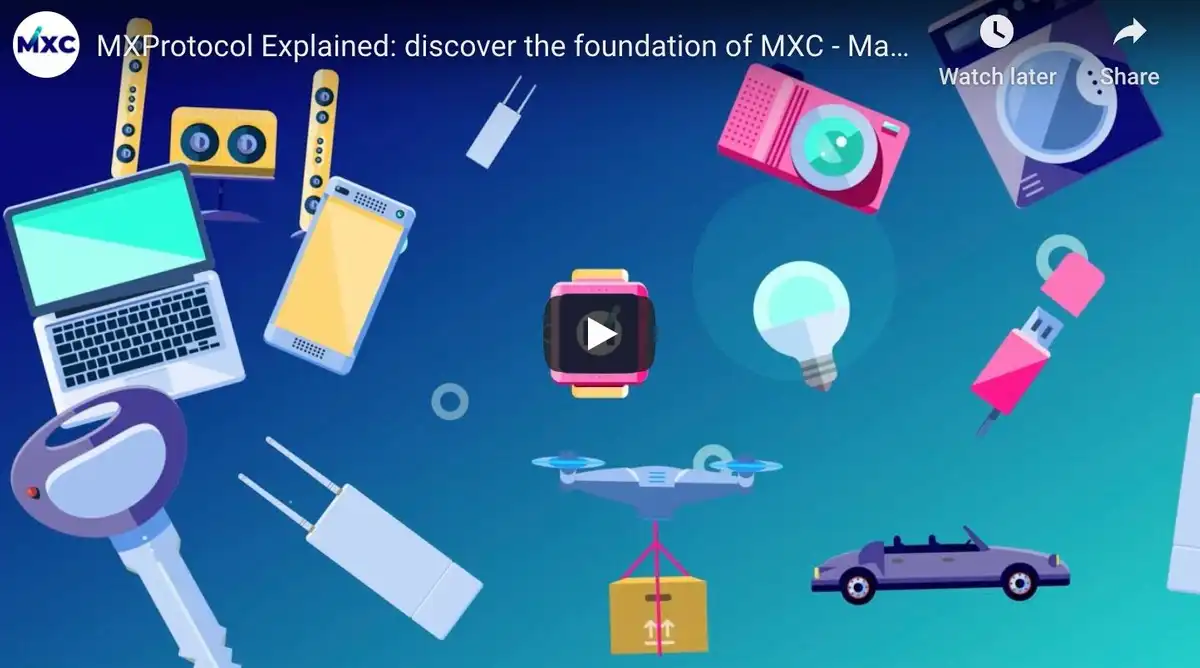 MXC
MXProtocol Explained: discover the foundation of MXC - Ma...
Watch later
Share